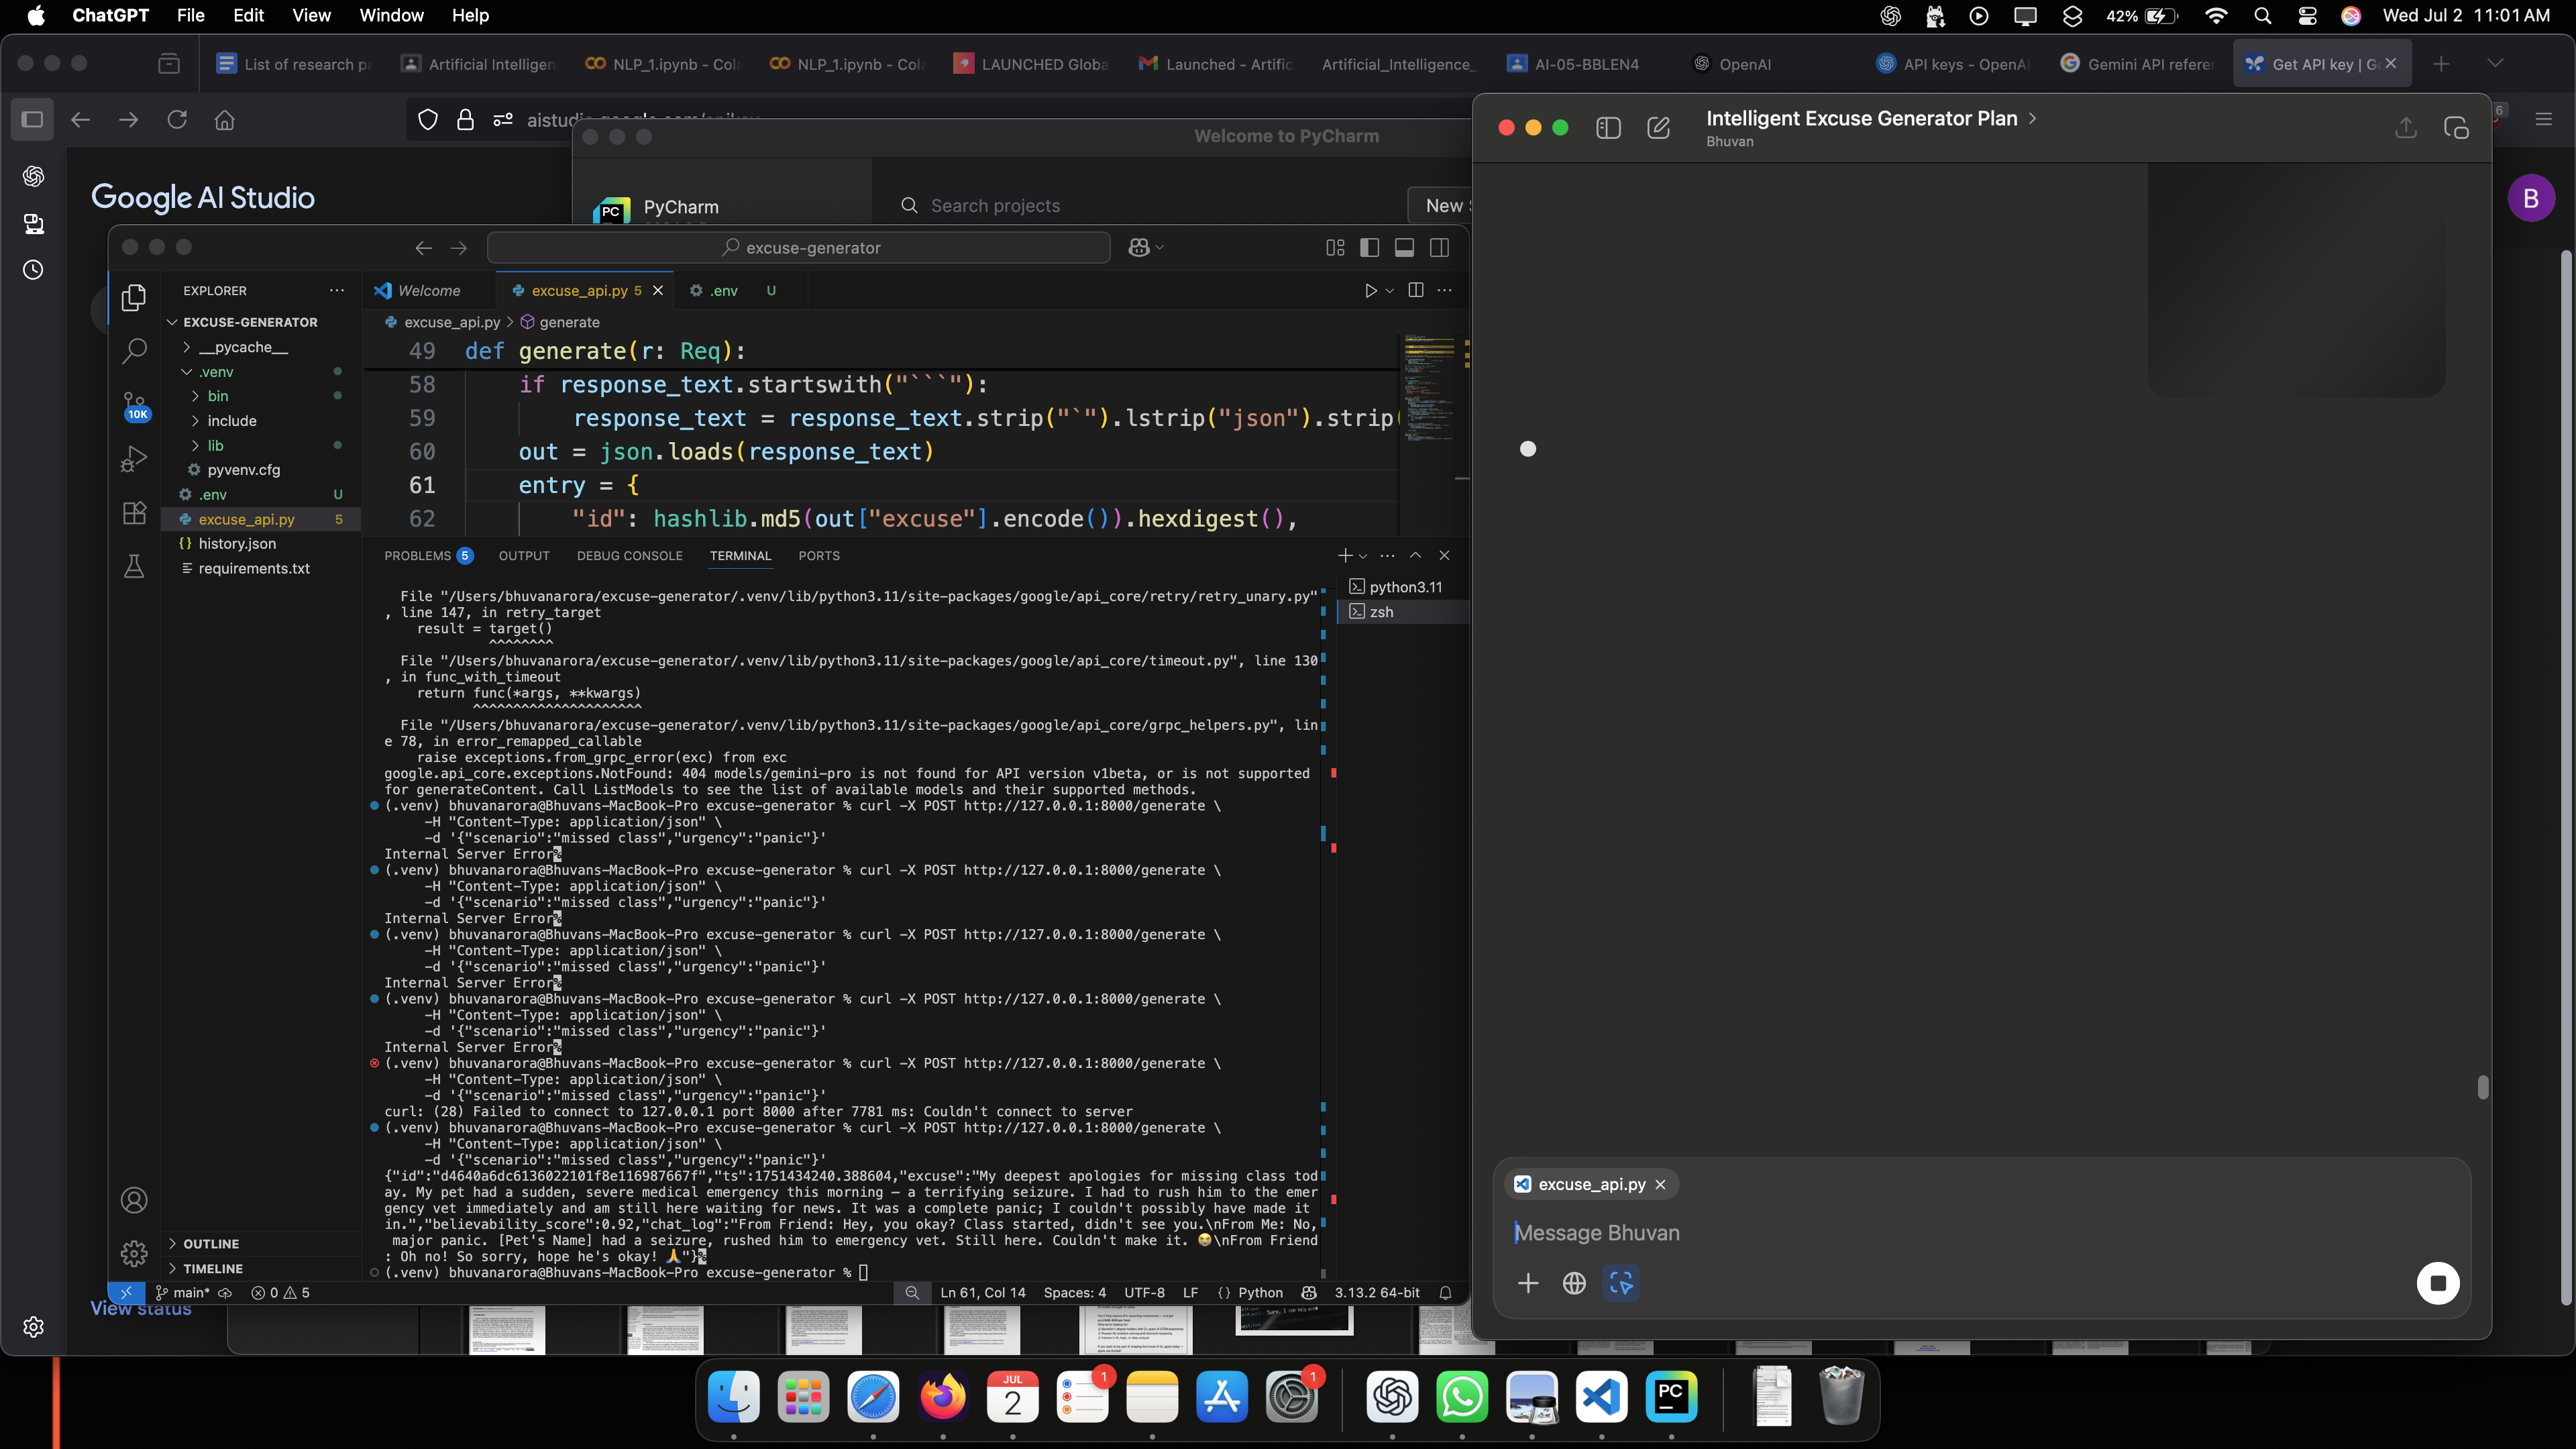 ChatGPT File Edit View Window Help
42% Wed Jul 2 11:01 AM
List of research pa
Artificial Intelligen
NLP_1.ipynb - Cola
NLP_1.ipynb - Cola
LAUNCHED Globa
Launched - Artific
Artificial_Intelligence_
AI-05-BBLEN4
OpenAI
API keys - OpenAI
Gemini API referen
Get API key | G
Google AI Studio
B
Welcome to PyCharm
PC PyCharm
Search projects
New
excuse-generator
EXPLORER
Welcome
excuse_api.py 5
.env U
EXCUSE-GENERATOR
__pycache__
.venv
bin
include
lib
pyvenv.cfg
.env U
excuse_api.py 5
history.json
requirements.txt
10K
OUTLINE
TIMELINE
excuse_api.py > generate
49 def generate(r: Req):
58 if response_text.startswith("```"):
59 response_text = response_text.strip("`").lstrip("json").strip(
60 out = json.loads(response_text)
61 entry = {
62 "id": hashlib.md5(out["excuse"].encode()).hexdigest(),
PROBLEMS 5 OUTPUT DEBUG CONSOLE TERMINAL PORTS
python3.11
zsh
File "/Users/bhuvanarora/excuse-generator/.venv/lib/python3.11/site-packages/google/api_core/retry/retry_unary.py"
, line 147, in retry_target
result = target()
^^^^^^^^
File "/Users/bhuvanarora/excuse-generator/.venv/lib/python3.11/site-packages/google/api_core/timeout.py", line 130
, in func_with_timeout
return func(*args, **kwargs)
^^^^^^^^^^^^^^^^^^^^^
File "/Users/bhuvanarora/excuse-generator/.venv/lib/python3.11/site-packages/google/api_core/grpc_helpers.py", lin
e 78, in error_remapped_callable
raise exceptions.from_grpc_error(exc) from exc
google.api_core.exceptions.NotFound: 404 models/gemini-pro is not found for API version v1beta, or is not supported
for generateContent. Call ListModels to see the list of available models and their supported methods.
(.venv) bhuvanarora@Bhuvans-MacBook-Pro excuse-generator % curl -X POST http://127.0.0.1:8000/generate \
-H "Content-Type: application/json" \
-d '{"scenario":"missed class","urgency":"panic"}'
Internal Server Error%
(.venv) bhuvanarora@Bhuvans-MacBook-Pro excuse-generator % curl -X POST http://127.0.0.1:8000/generate \
-H "Content-Type: application/json" \
-d '{"scenario":"missed class","urgency":"panic"}'
Internal Server Error%
(.venv) bhuvanarora@Bhuvans-MacBook-Pro excuse-generator % curl -X POST http://127.0.0.1:8000/generate \
-H "Content-Type: application/json" \
-d '{"scenario":"missed class","urgency":"panic"}'
Internal Server Error%
(.venv) bhuvanarora@Bhuvans-MacBook-Pro excuse-generator % curl -X POST http://127.0.0.1:8000/generate \
-H "Content-Type: application/json" \
-d '{"scenario":"missed class","urgency":"panic"}'
Internal Server Error%
(.venv) bhuvanarora@Bhuvans-MacBook-Pro excuse-generator % curl -X POST http://127.0.0.1:8000/generate \
-H "Content-Type: application/json" \
-d '{"scenario":"missed class","urgency":"panic"}'
curl: (28) Failed to connect to 127.0.0.1 port 8000 after 7781 ms: Couldn't connect to server
(.venv) bhuvanarora@Bhuvans-MacBook-Pro excuse-generator % curl -X POST http://127.0.0.1:8000/generate \
-H "Content-Type: application/json" \
-d '{"scenario":"missed class","urgency":"panic"}'
{"id":"d4640a6dc6136022101f8e116987667f","ts":1751434240.388604,"excuse":"My deepest apologies for missing class tod
ay. My pet had a sudden, severe medical emergency this morning – a terrifying seizure. I had to rush him to the emer
gency vet immediately and am still here waiting for news. It was a complete panic; I couldn't possibly have made it
in.","believability_score":0.92,"chat_log":"From Friend: Hey, you okay? Class started, didn't see you.\nFrom Me: No,
major panic. [Pet's Name] had a seizure, rushed him to emergency vet. Still here. Couldn't make it. 😭\nFrom Friend
: Oh no! So sorry, hope he's okay! 🙏"}%
(.venv) bhuvanarora@Bhuvans-MacBook-Pro excuse-generator %
main* 0 5
Ln 61, Col 14 Spaces: 4 UTF-8 LF {} Python 3.13.2 64-bit
View status
Intelligent Excuse Generator Plan >
Bhuvan
6
excuse_api.py
Message Bhuvan
JUL
2
1
1
PC